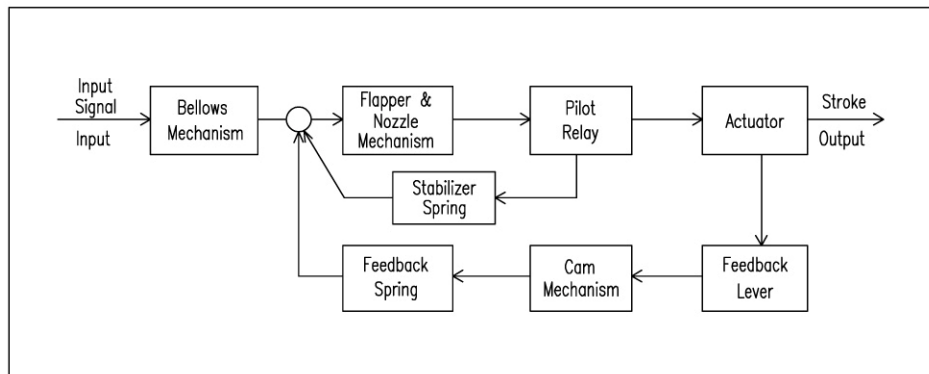 Input
Signal
Input
Bellows
Mechanism
Flapper &
Nozzle
Mechanism
Pilot
Relay
Actuator
Stroke
Output
Stabilizer
Spring
Feedback
Spring
Cam
Mechanism
Feedback
Lever